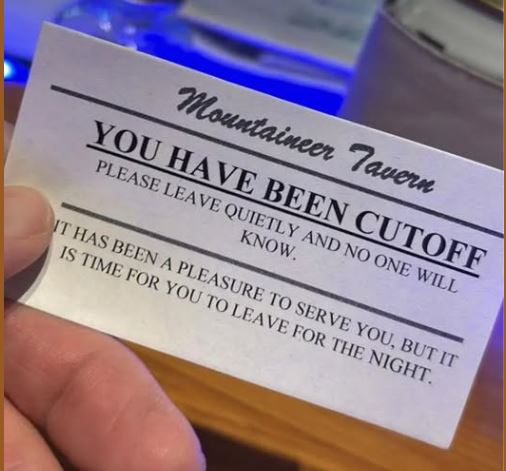 Mountaineer Tavern
YOU HAVE BEEN CUTOFF
PLEASE LEAVE QUIETLY AND NO ONE WILL
KNOW.
IT HAS BEEN A PLEASURE TO SERVE YOU, BUT IT
IS TIME FOR YOU TO LEAVE FOR THE NIGHT.